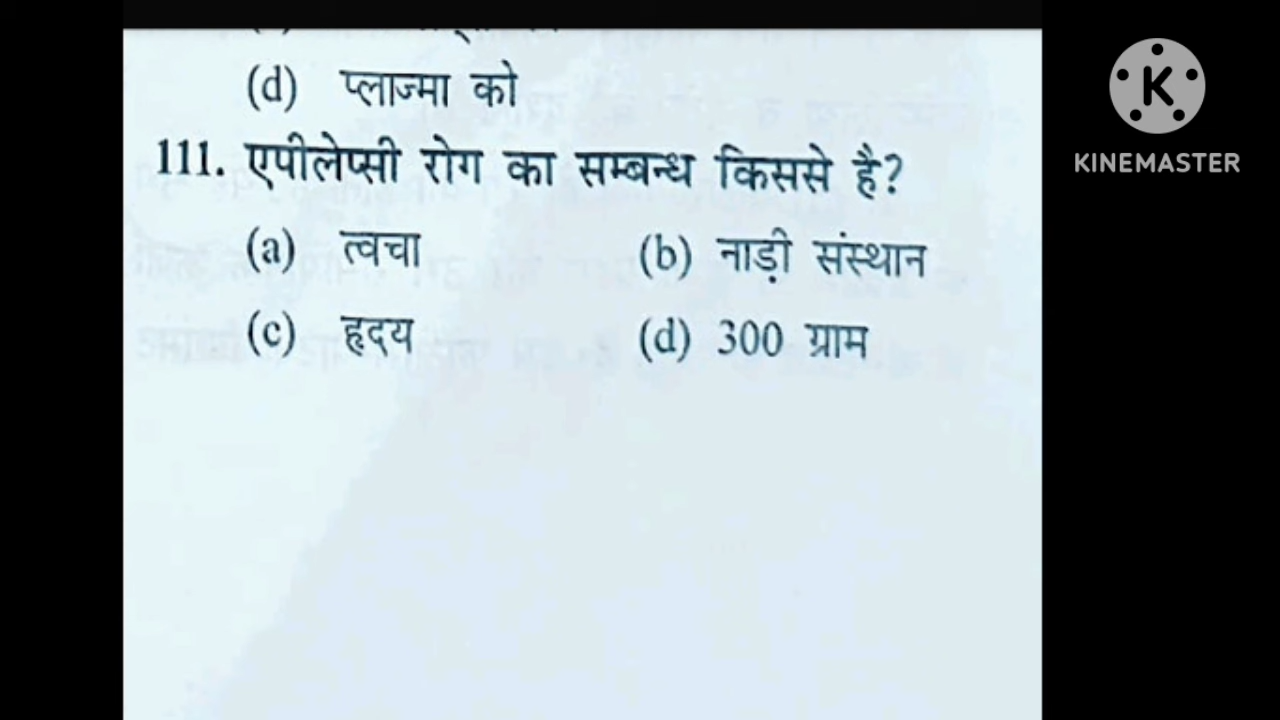 (d) प्लाज्मा को
111. एपीलेप्सी रोग का सम्बन्ध किससे है?
(a) त्वचा (b) नाड़ी संस्थान
(c) हृदय (d) 300 ग्राम
K
KINEMASTER